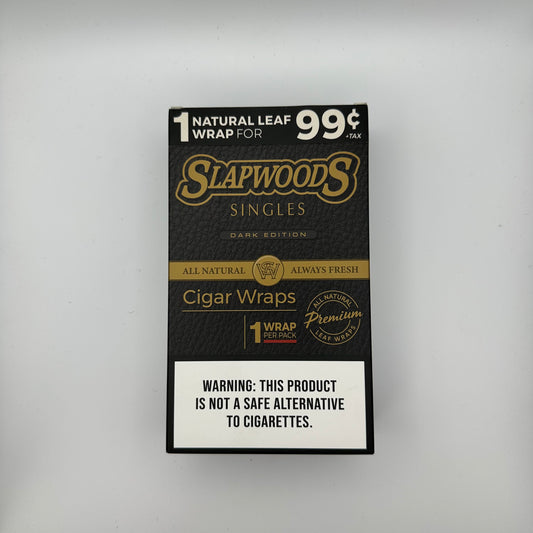 1 NATURAL LEAF WRAP FOR 99¢
+TAX
SLAPWOODS
SINGLES
DARK EDITION
ALL NATURAL SW ALWAYS FRESH
Cigar Wraps
1 WRAP PER PACK
ALL NATURAL
Premium
LEAF WRAPS
WARNING: THIS PRODUCT
IS NOT A SAFE ALTERNATIVE
TO CIGARETTES.